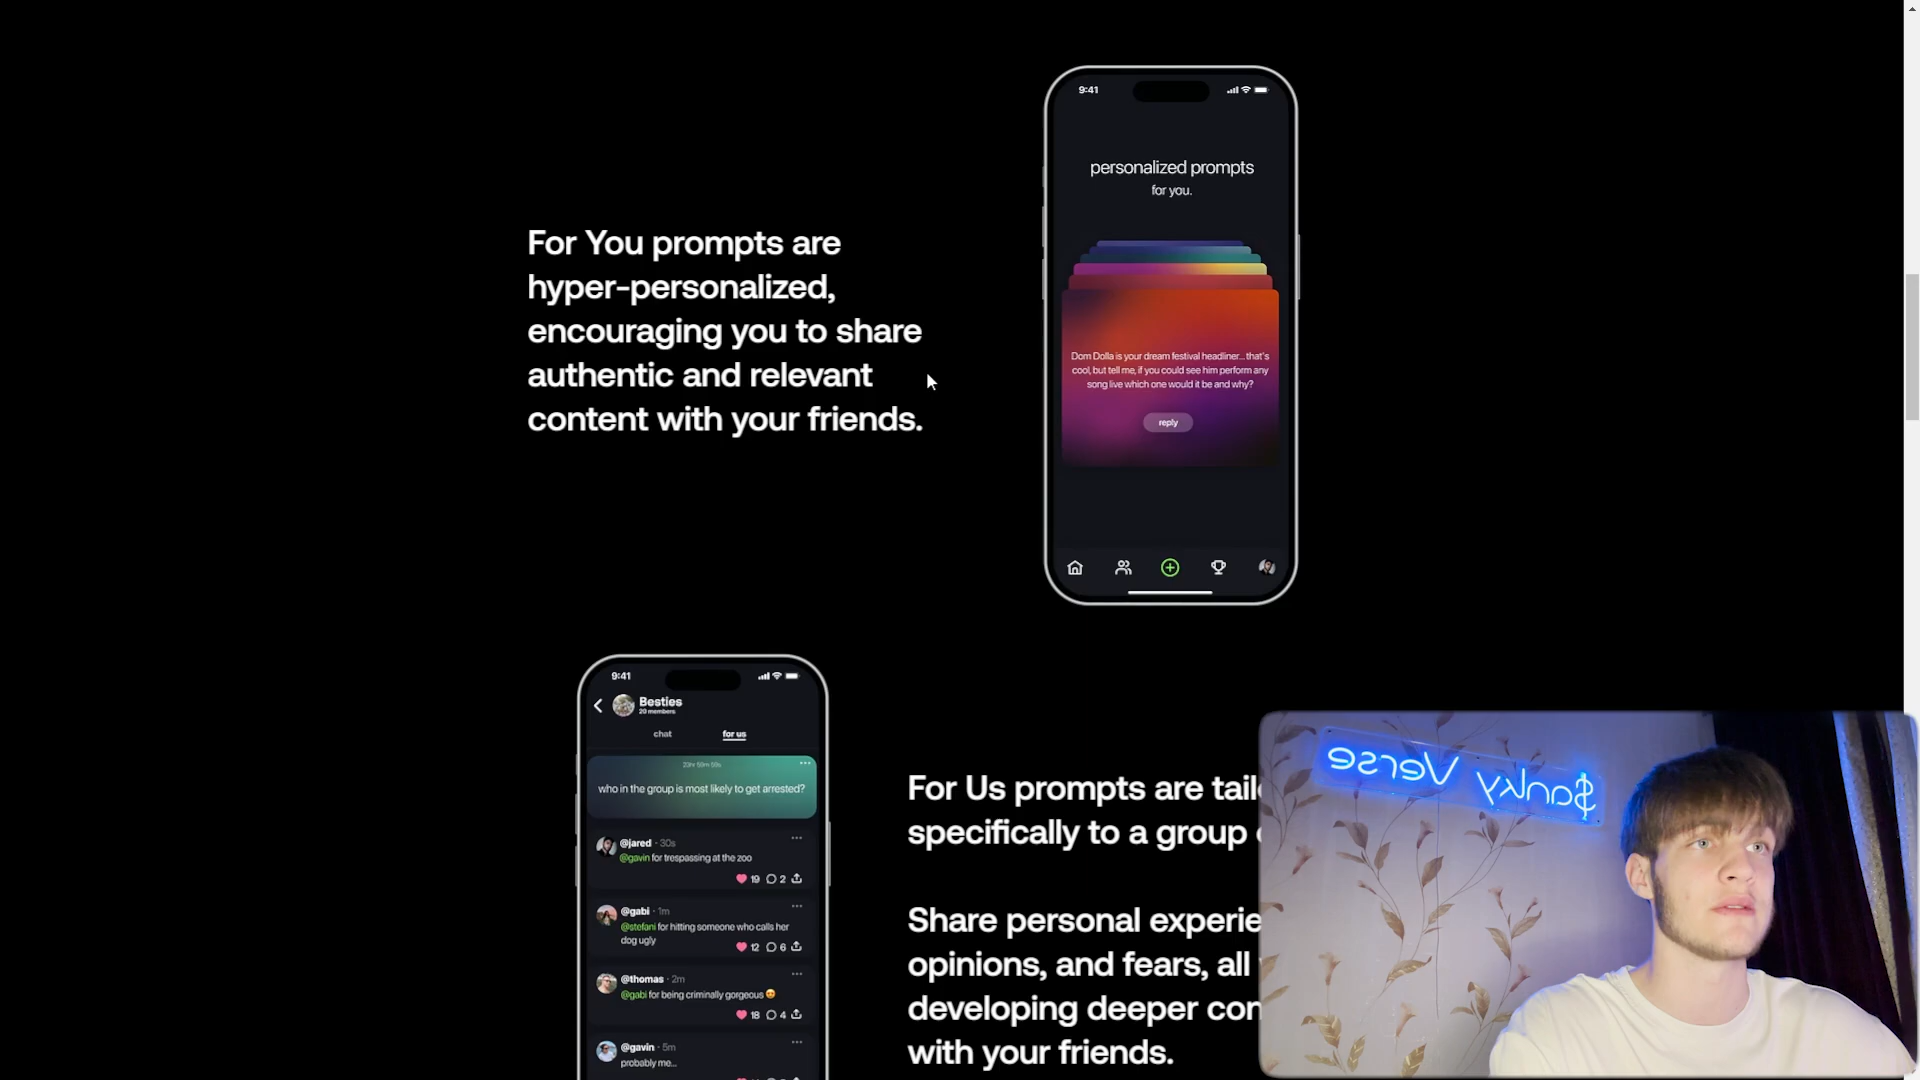 9:41
personalized prompts
for you.
For You prompts are
hyper-personalized,
encouraging you to share
authentic and relevant
content with your friends.
Dom Dolla is your dream festival headliner... that's
cool, but tell me, if you could see him perform any
song live which one would it be and why?
reply
9:41
Besties
20 members
chat for us
23hr 59m 59s
who in the group is most likely to get arrested?
@jared · 30s
@gavin for trespassing at the zoo
19 2
@gabi · 1m
@stefani for hitting someone who calls her
dog ugly
12 6
@thomas · 2m
@gabi for being criminally gorgeous 😍
18 4
@gavin · 5m
probably me...
For Us prompts are tail
specifically to a group
Share personal experie
opinions, and fears, all
developing deeper con
with your friends.
$anky Verse